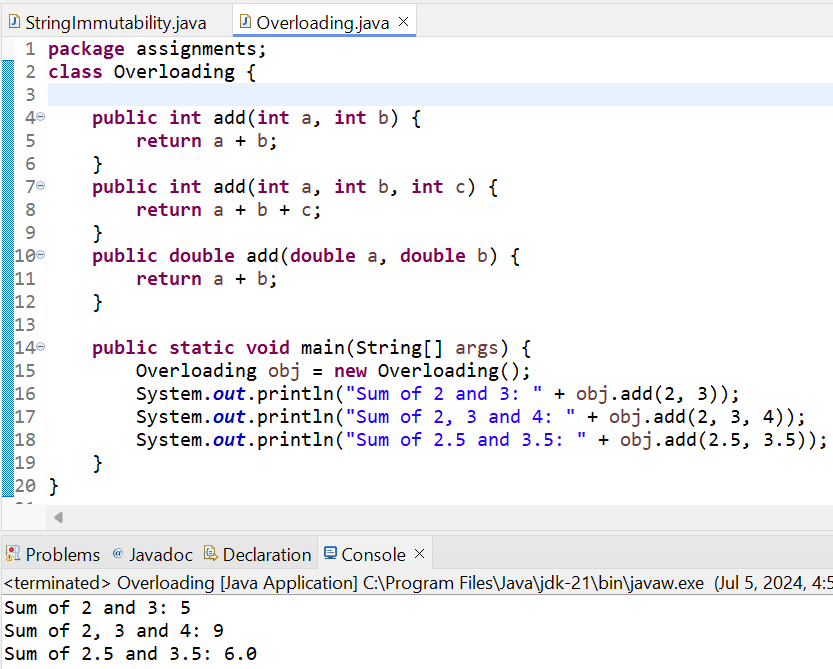 StringImmutability.java Overloading.java
1 package assignments;
2 class Overloading {
3
4 public int add(int a, int b) {
5 return a + b;
6 }
7 public int add(int a, int b, int c) {
8 return a + b + c;
9 }
10 public double add(double a, double b) {
11 return a + b;
12 }
13
14 public static void main(String[] args) {
15 Overloading obj = new Overloading();
16 System.out.println("Sum of 2 and 3: " + obj.add(2, 3));
17 System.out.println("Sum of 2, 3 and 4: " + obj.add(2, 3, 4));
18 System.out.println("Sum of 2.5 and 3.5: " + obj.add(2.5, 3.5));
19 }
20 }
Problems @ Javadoc Declaration Console
<terminated> Overloading [Java Application] C:\Program Files\Java\jdk-21\bin\javaw.exe (Jul 5, 2024, 4:5
Sum of 2 and 3: 5
Sum of 2, 3 and 4: 9
Sum of 2.5 and 3.5: 6.0